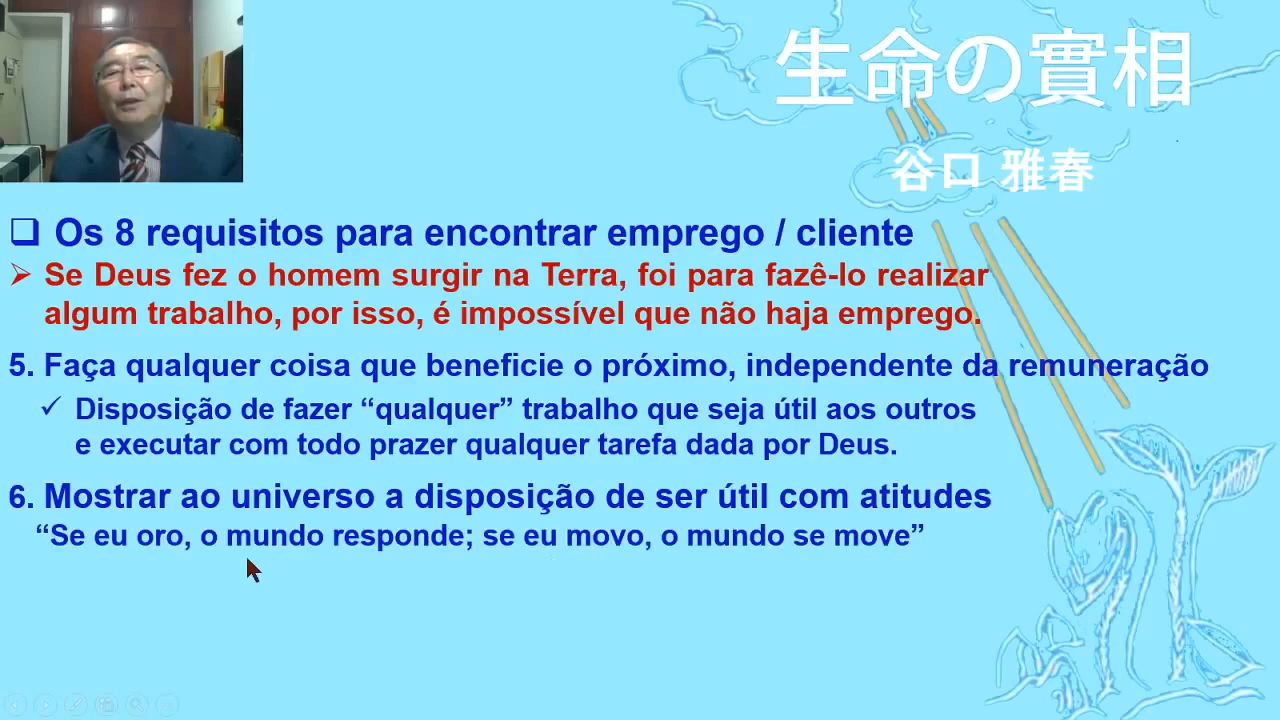 生命の實相
谷口 雅春
Os 8 requisitos para encontrar emprego / cliente
Se Deus fez o homem surgir na Terra, foi para fazê-lo realizar
algum trabalho, por isso, é impossível que não haja emprego.
5. Faça qualquer coisa que beneficie o próximo, independente da remuneração
Disposição de fazer “qualquer” trabalho que seja útil aos outros
e executar com todo prazer qualquer tarefa dada por Deus.
6. Mostrar ao universo a disposição de ser útil com atitudes
“Se eu oro, o mundo responde; se eu movo, o mundo se move”